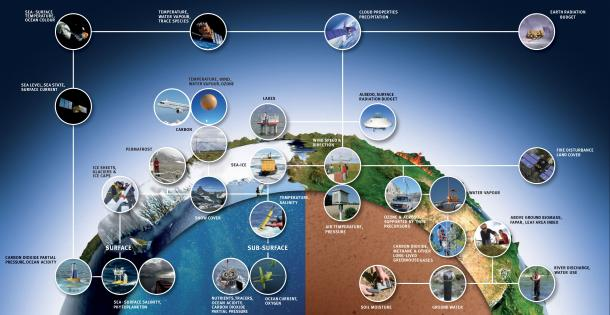 SEA-SURFACE
TEMPERATURE,
OCEAN COLOUR
TEMPERATURE,
WATER VAPOUR,
TRACE SPECIES
CLOUD PROPERTIES
PRECIPITATION
EARTH RADIATION
BUDGET
SEA LEVEL, SEA STATE,
SURFACE CURRENT
TEMPERATURE, WIND,
WATER VAPOUR, OZONE
LAKES
ALBEDO, SURFACE
RADIATION BUDGET
CARBON
WIND SPEED &
DIRECTION
PERMAFROST
SEA-ICE
FIRE DISTURBANCE
LAND COVER
ICE SHEETS,
GLACIERS &
ICE CAPS
SNOW COVER
TEMPERATURE,
SALINITY
AIR TEMPERATURE,
PRESSURE
OZONE & AEROSOL
SUPPORTED BY THEIR
PRECURSORS
WATER VAPOUR
ABOVE GROUND BIOMASS,
FAPAR, LEAF AREA INDEX
SURFACE
SUB-SURFACE
CARBON DIOXIDE,
METHANE & OTHER
LONG-LIVED
GREENHOUSE GASES
CARBON DIOXIDE PARTIAL
PRESSURE, OCEAN ACIDITY
RIVER DISCHARGE,
WATER USE
SEA-SURFACE SALINITY,
PHYTOPLANKTON
NUTRIENTS, TRACERS,
OCEAN ACIDITY,
CARBON DIOXIDE
PARTIAL PRESSURE
OCEAN CURRENT,
OXYGEN
SOIL MOISTURE
GROUND WATER